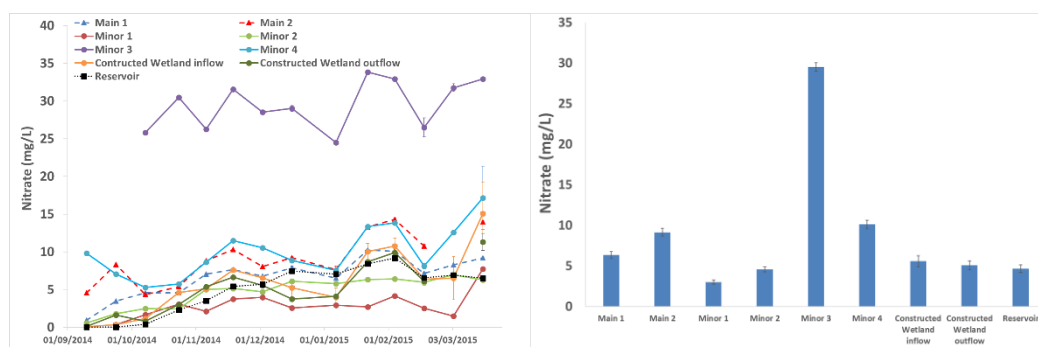 Main 1
Main 2
Minor 1
Minor 2
Minor 3
Minor 4
Contructed Wetland inflow
Constructed Wetland outflow
Reservoir
Nitrate (mg/L)
40
35
30
25
20
15
10
5
0
01/09/2014 01/10/2014 01/11/2014 01/12/2014 01/01/2015 01/02/2015 03/03/2015
Nitrate (mg/L)
35
30
25
20
15
10
5
0
Main 1 Main 2 Minor 1 Minor 2 Minor 3 Minor 4 Constructed Wetland inflow Constructed Wetland outflow Reservoir